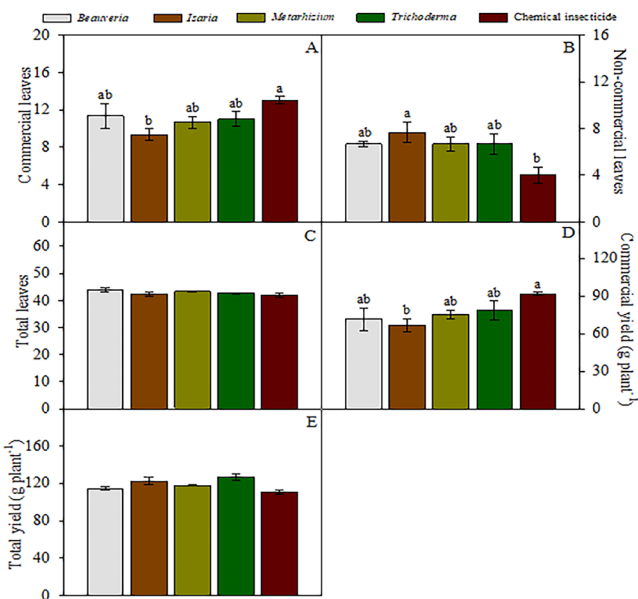 Beauveria Isaria Metarhizium Trichoderma Chemical insecticide
A
Commercial leaves
20
16
12
8
4
0
ab b ab ab a
B
Non-commercial leaves
16
12
8
4
0
ab a ab ab b
C
Total leaves
60
50
40
30
20
10
0
D
Commercial yield (g plant-1)
120
90
60
30
0
ab b ab ab a
E
Total yield (g plant-1)
160
120
80
40
0